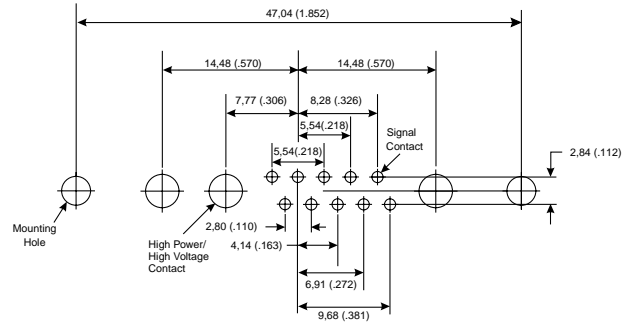 47,04 (1.852)
14,48 (.570)
14,48 (.570)
7,77 (.306)
8,28 (.326)
5,54(.218)
Signal
Contact
5,54(.218)
2,84 (.112)
Mounting
Hole
High Power/
High Voltage
Contact
2,80 (.110)
4,14 (.163)
6,91 (.272)
9,68 (.381)